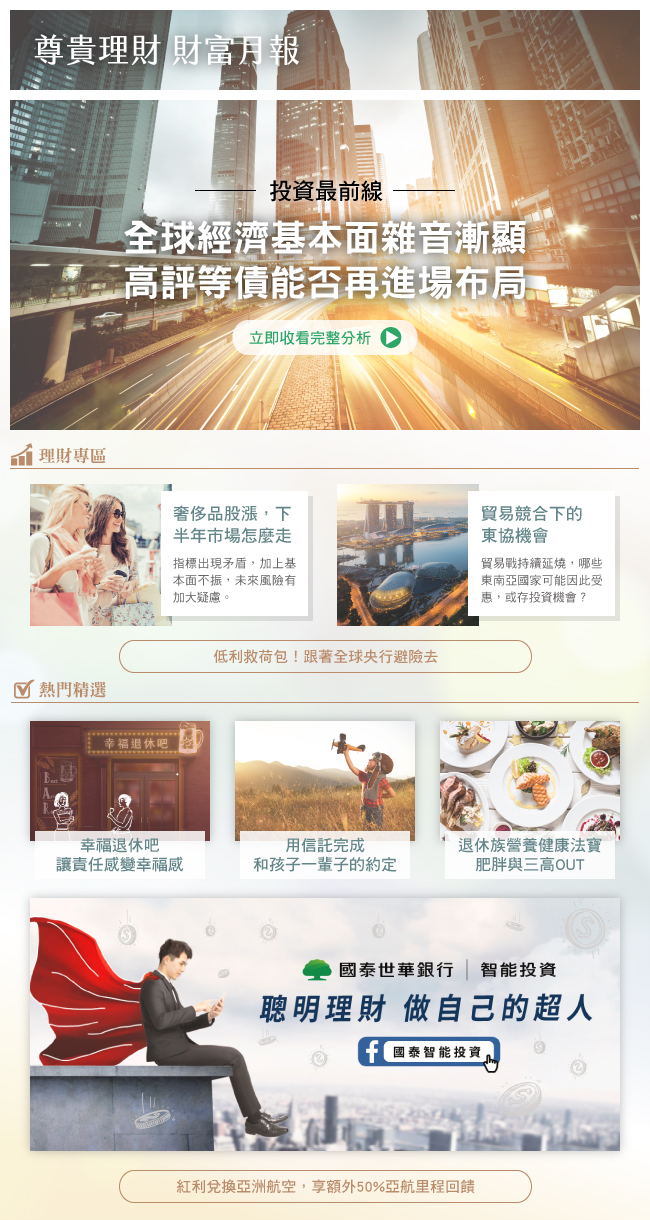 尊貴理財 財富月報
投資最前線
全球經濟基本面雜音漸顯
高評等債能否再進場布局
立即收看完整分析
理財專區
奢侈品股漲，下
半年市場怎麼走
指標出現矛盾，加上基
本面不振，未來風險有
加大疑慮。
貿易競合下的
東協機會
貿易戰持續延燒，哪些
東南亞國家可能因此受
惠，或存投資機會？
低利救荷包！跟著全球央行避險去
熱門精選
幸福退休吧
BAR
幸福退休吧
讓責任感變幸福感
用信託完成
和孩子一輩子的約定
退休族營養健康法寶
肥胖與三高OUT
國泰世華銀行｜智能投資
聰明理財 做自己的超人
f 國泰智能投資
紅利兌換亞洲航空，享額外50%亞航里程回饋